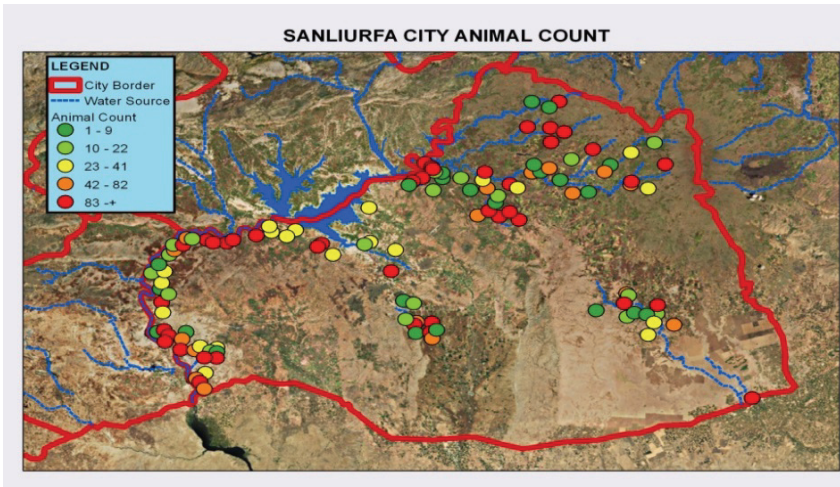 SANLIURFA CITY ANIMAL COUNT
LEGEND
City Border
Water Source
Animal Count
1 - 9
10 - 22
23 - 41
42 - 82
83 -+